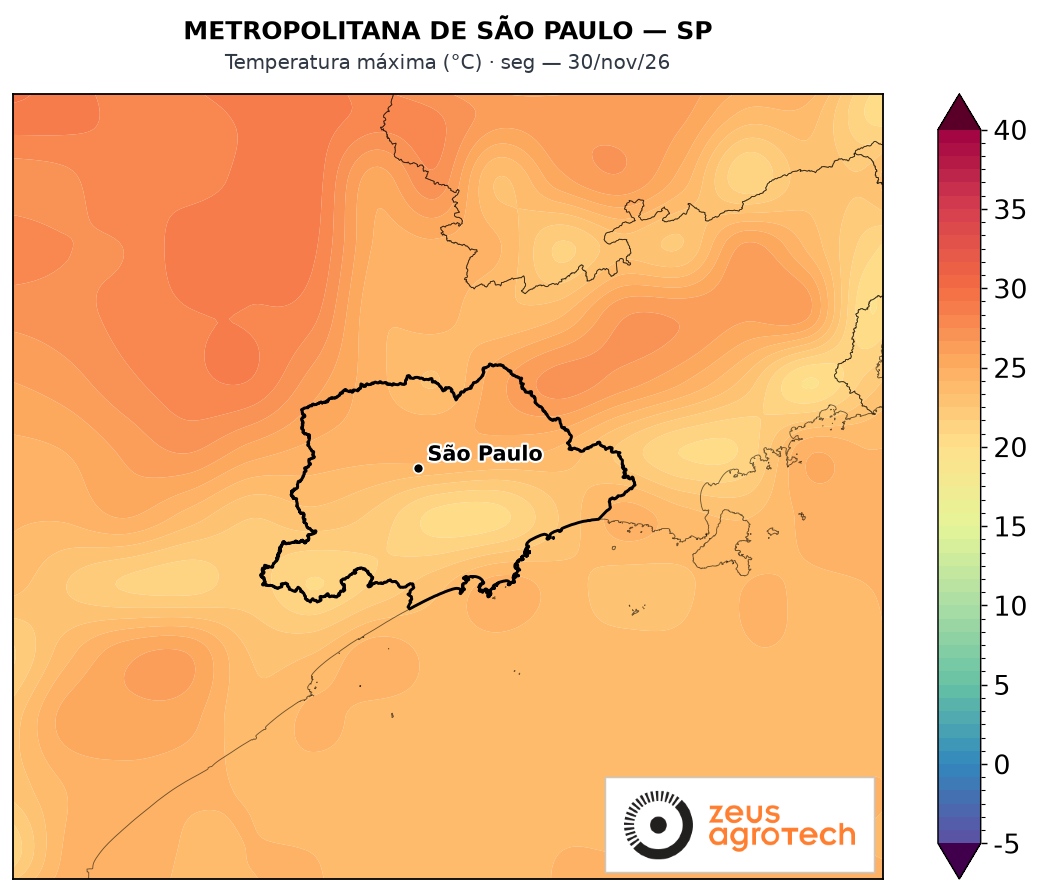 METROPOLITANA DE SÃO PAULO — SP
Temperatura máxima (°C) · seg — 30/nov/26
São Paulo
40
35
30
25
20
15
10
5
0
-5
zeus
agrotech